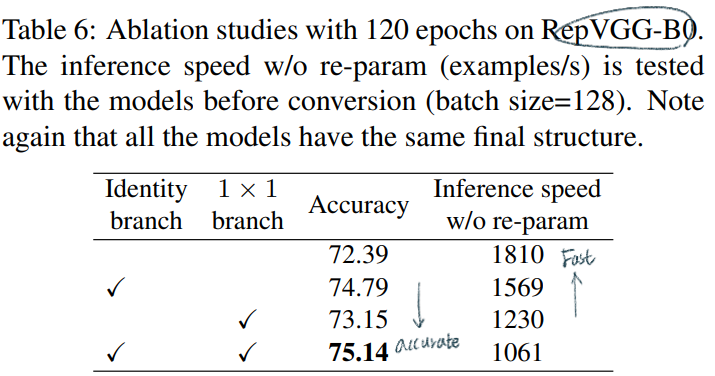 Table 6: Ablation studies with 120 epochs on RepVGG-B0.
The inference speed w/o re-param (examples/s) is tested
with the models before conversion (batch size=128). Note
again that all the models have the same final structure.
Identity 1 × 1 Accuracy Inference speed
branch branch w/o re-param
72.39 1810 Fast
✓ 74.79 1569
✓ 73.15 1230
✓ ✓ 75.14 accurate 1061